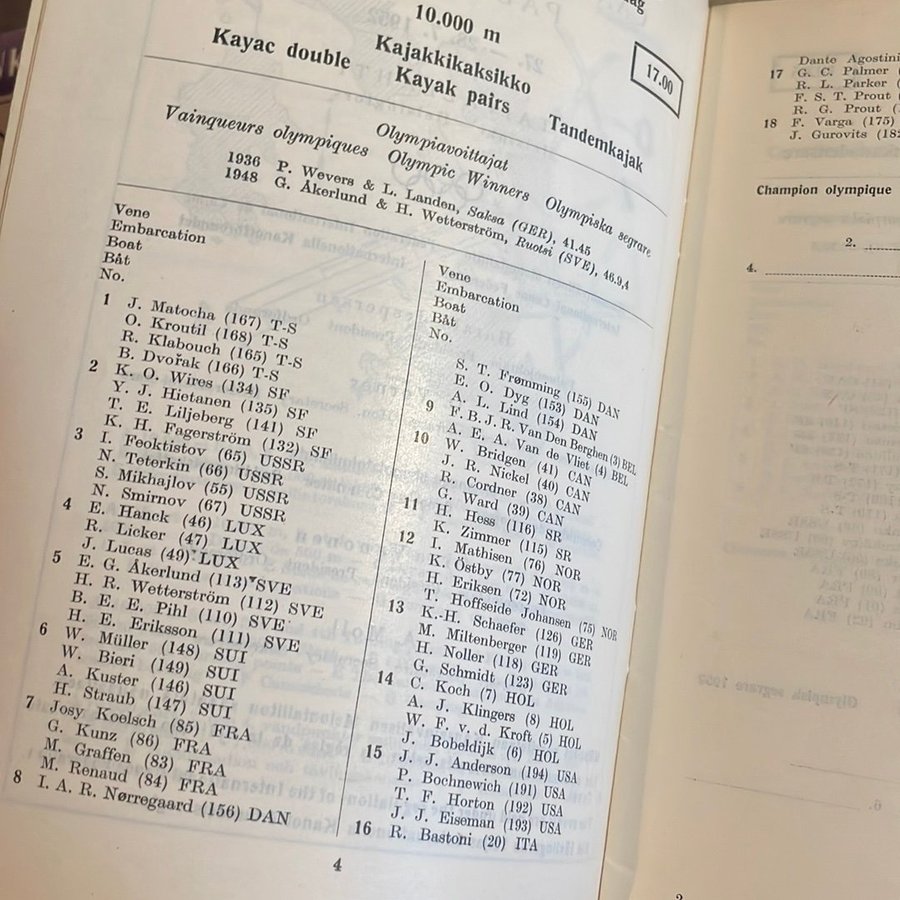 10.000 m
Kayac double
Kajakkikaksikko
Kayak pairs
Tandemkajak
17.00
Olympiavoittajat
Vainqueurs olympiques Olympic Winners Olympiska segrare
1936 P. Wevers & L. Landen, Saksa (GER), 41.45
1948 G. Åkerlund & H. Wetterström, Ruotsi (SVE), 46.9,4
Vene
Embarcation
Boat
Båt
No.
1 J. Matocha (167) T-S
O. Kroutil (168) T-S
R. Klabouch (165) T-S
B. Dvořak (166) T-S
2 K. O. Wires (134) SF
Y. J. Hietanen (135) SF
T. E. Liljeberg (141) SF
K. H. Fagerström (132) SF
3 I. Feoktistov (65) USSR
N. Teterkin (66) USSR
S. Mikhajlov (55) USSR
N. Smirnov (67) USSR
4 E. Hanck (46) LUX
R. Licker (47) LUX
J. Lucas (49) LUX
5 E. G. Åkerlund (113) SVE
H. R. Wetterström (112) SVE
B. E. E. Pihl (110) SVE
H. E. Eriksson (111) SVE
6 W. Müller (148) SUI
W. Bieri (149) SUI
A. Kuster (146) SUI
H. Straub (147) SUI
7 Josy Koelsch (85) FRA
G. Kunz (86) FRA
M. Graffen (83) FRA
M. Renaud (84) FRA
8 I. A. R. Nørregaard (156) DAN
Vene
Embarcation
Boat
Båt
No.
S. T. Frømming (155) DAN
E. O. Dyg (153) DAN
A. L. Lind (154) DAN
9 F. B. J. R. Van Den Berghen (3) BEL
A. E. A. Van de Vliet (4) BEL
10 W. Bridgen (41) CAN
J. R. Nickel (40) CAN
R. Cordner (38) CAN
G. Ward (39) CAN
11 H. Hess (116) SR
K. Zimmer (115) SR
12 I. Mathisen (76) NOR
K. Östby (77) NOR
H. Eriksen (72) NOR
T. Hoffseide Johansen (75) NOR
13 K.-H. Schaefer (126) GER
M. Miltenberger (119) GER
H. Noller (118) GER
G. Schmidt (123) GER
14 C. Koch (7) HOL
A. J. Klingers (8) HOL
W. F. v. d. Kroft (5) HOL
J. Bobeldijk (6) HOL
15 J. J. Anderson (194) USA
P. Bochnewich (191) USA
T. F. Horton (192) USA
J. J. Eiseman (193) USA
16 R. Bastoni (20) ITA
4
Dante Agostini
17 G. C. Palmer (
R. L. Parker (
F. S. T. Prout (
R. G. Prout (
18 F. Varga (175)
J. Gurovits (182
Champion olympique
2.
4.